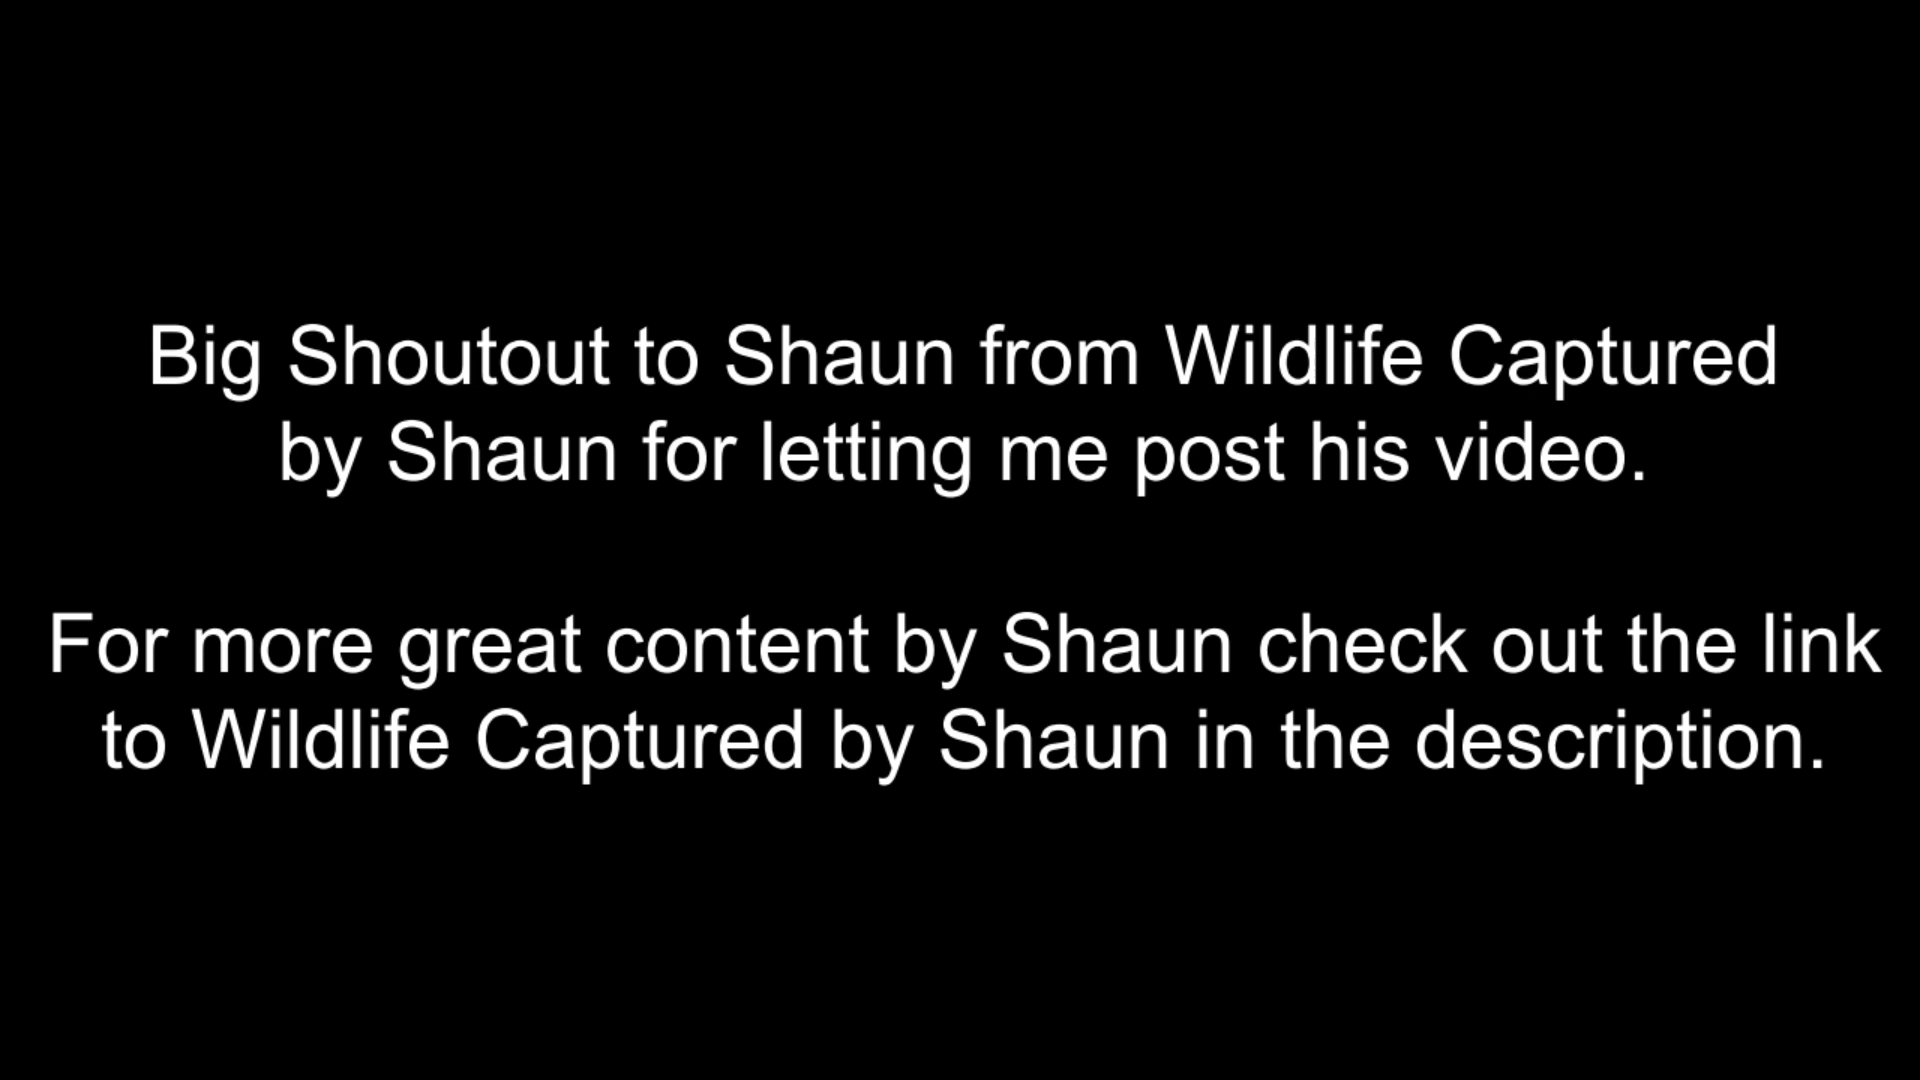 Big Shoutout to Shaun from Wildlife Captured
by Shaun for letting me post his video.
For more great content by Shaun check out the link
to Wildlife Captured by Shaun in the description.